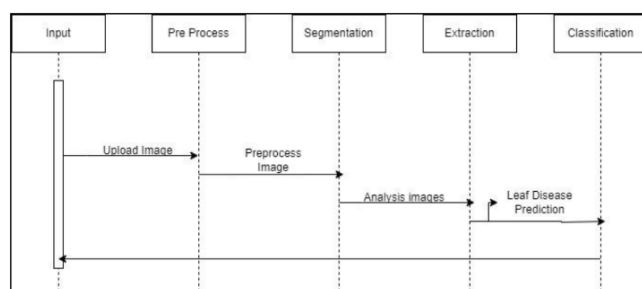 Input
Pre Process
Segmentation
Extraction
Classification
Upload Image
Preprocess
Image
Analysis images
Leaf Disease
Prediction